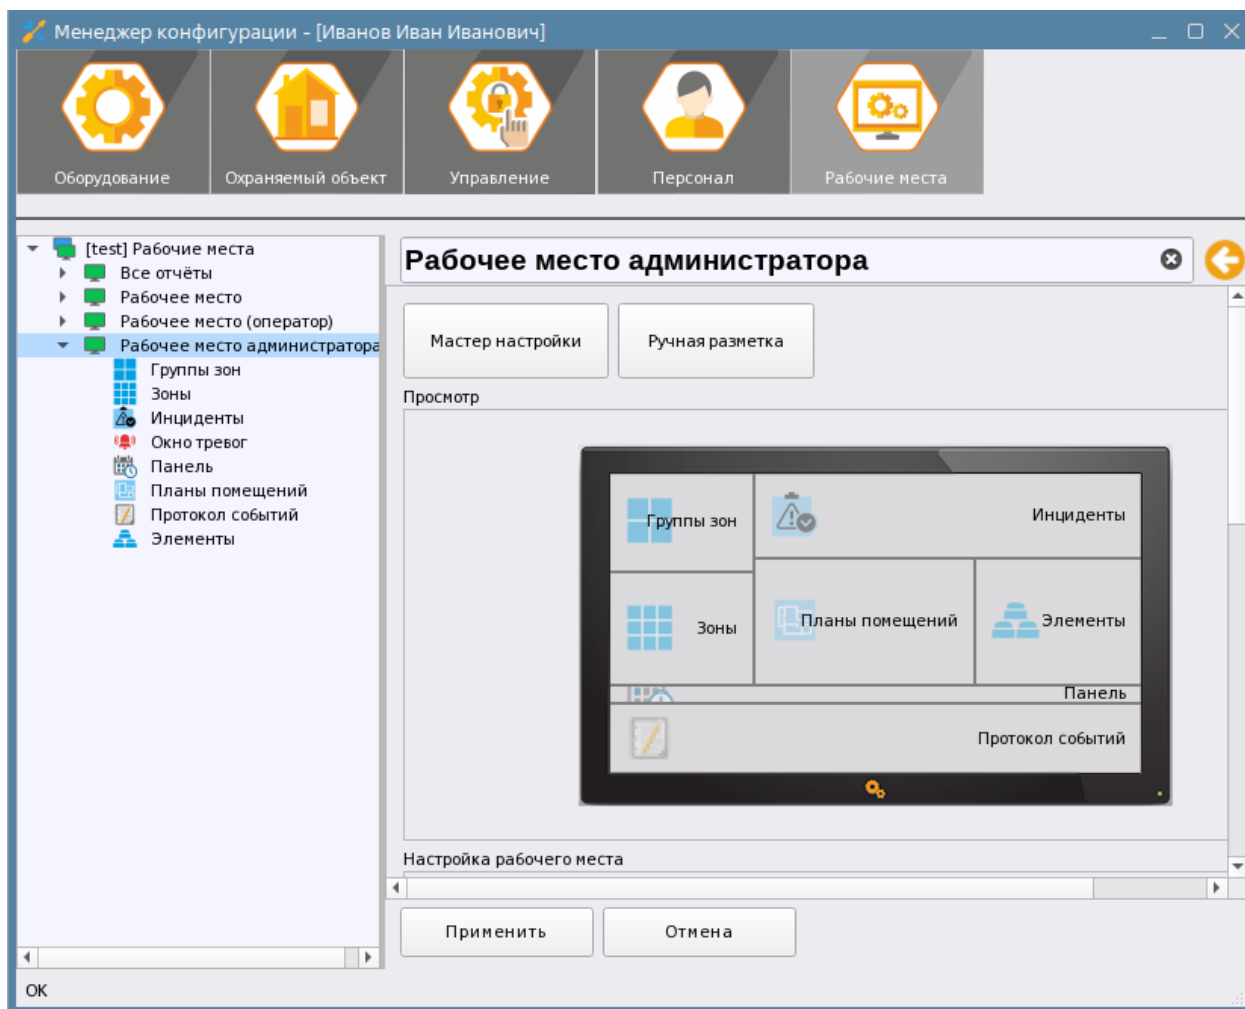 Менеджер конфигурации - [Иванов Иван Иванович]
Оборудование
Охраняемый объект
Управление
Персонал
Рабочие места
[test] Рабочие места
Все отчёты
Рабочее место
Рабочее место (оператор)
Рабочее место администратора
Группы зон
Зоны
Инциденты
Окно тревог
Панель
Планы помещений
Протокол событий
Элементы
Рабочее место администратора
Мастер настройки
Ручная разметка
Просмотр
Группы зон
Инциденты
Зоны
Планы помещений
Элементы
Панель
Протокол событий
Настройка рабочего места
Применить
Отмена
OK